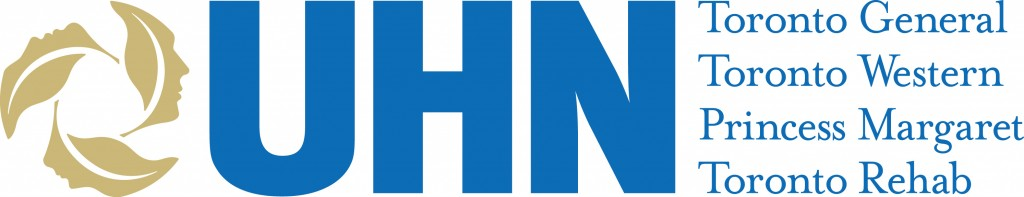 UHN
Toronto General
Toronto Western
Princess Margaret
Toronto Rehab